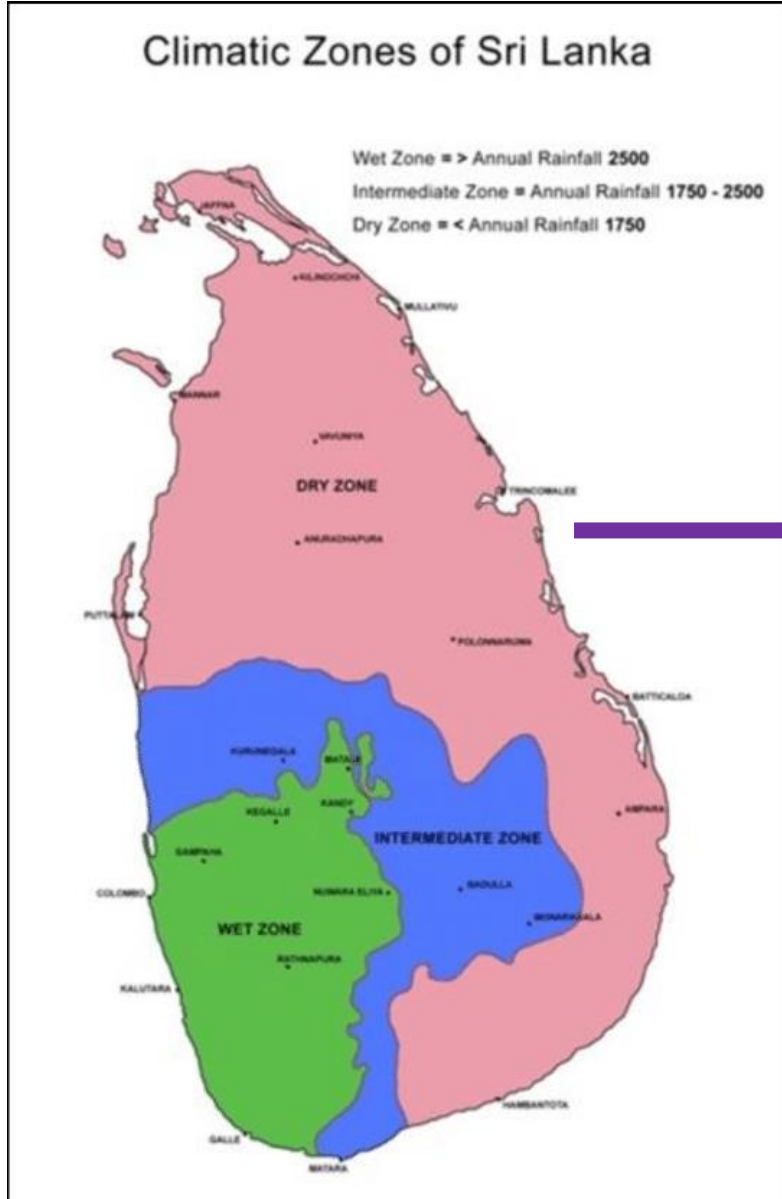 Climatic Zones of Sri Lanka
Wet Zone = > Annual Rainfall 2500
Intermediate Zone = Annual Rainfall 1750 - 2500
Dry Zone = < Annual Rainfall 1750
JAFFNA
KILINOCHCHI
MULLATIVU
MANNAR
VAVUNIYA
DRY ZONE
TRINCOMALEE
ANURADHAPURA
PUTTALAM
POLONNARUWA
BATTICALOA
KURUNEGALA
MATALE
KANDY
KEGALLE
AMPARA
INTERMEDIATE ZONE
GAMPAHA
BADULLA
COLOMBO
NUWARA ELIYA
MONARAGALA
WET ZONE
RATHNAPURA
KALUTARA
HAMBANTOTA
GALLE
MATARA